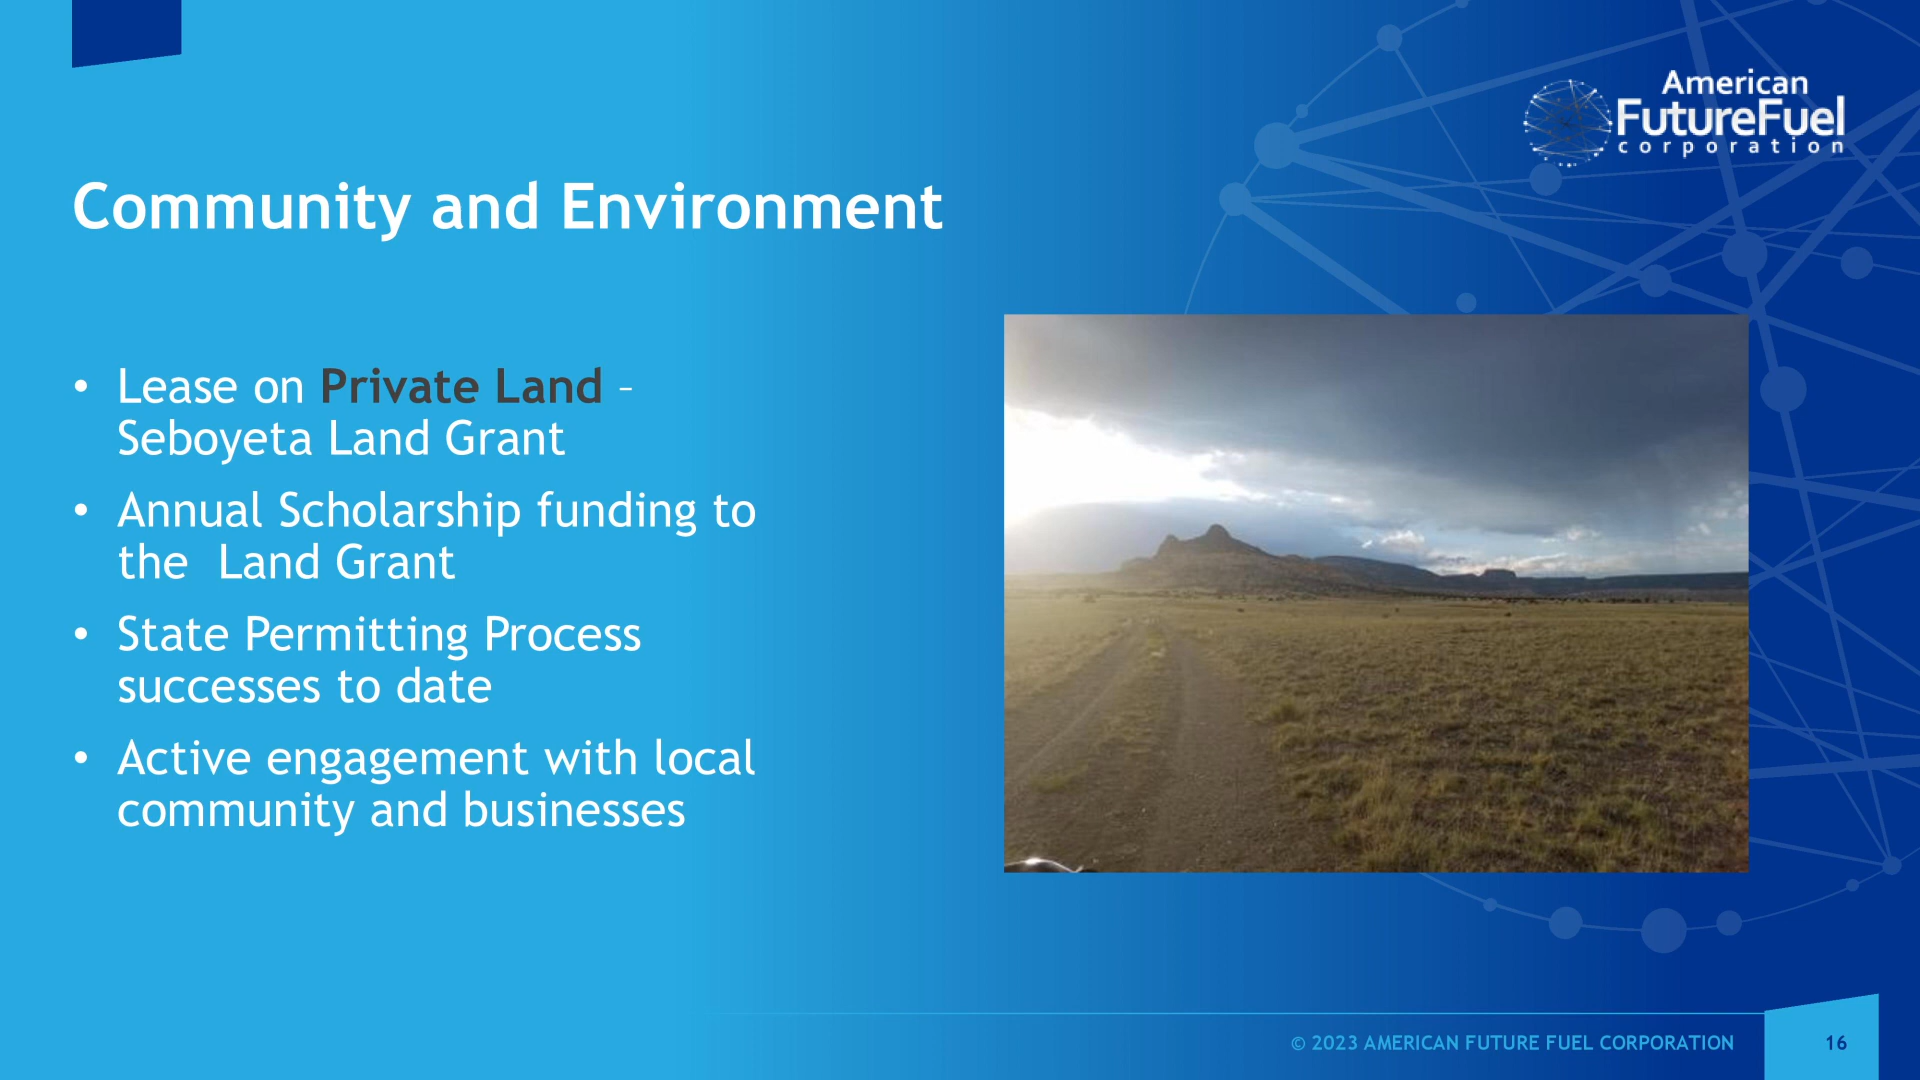 American
FutureFuel
corporation
Community and Environment
• Lease on Private Land –
Seboyeta Land Grant
• Annual Scholarship funding to
the  Land Grant
• State Permitting Process
successes to date
• Active engagement with local
community and businesses
© 2023 AMERICAN FUTURE FUEL CORPORATION
16